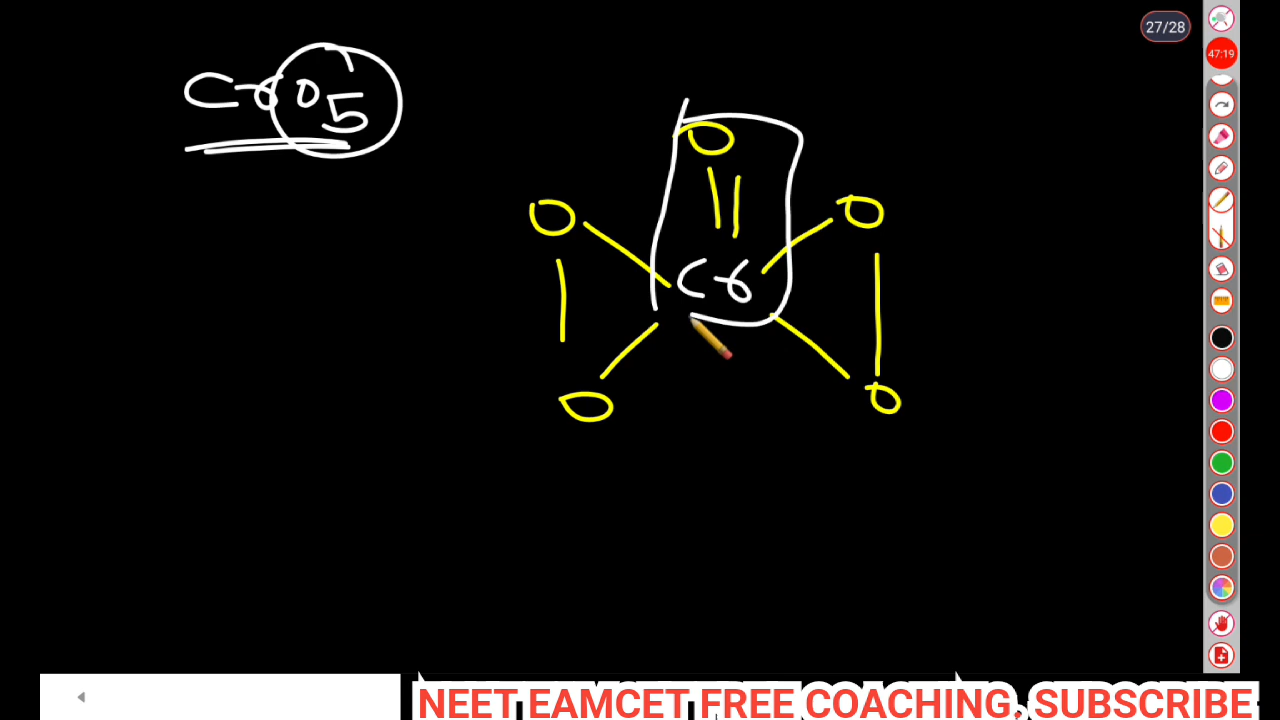 27/28
47:19
CrO5
O
O O
Cr
O O
NEET EAMCET FREE COACHING, SUBSCRIBE